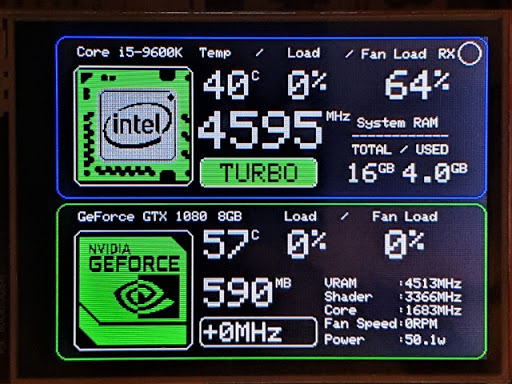 Core i5-9600K Temp / Load / Fan Load RX
40C 0% 64%
intel
4595MHz
System RAM
TOTAL / USED
TURBO
16GB 4.0GB
GeForce GTX 1080 8GB Load / Fan Load
57C 0% 0%
NVIDIA
GEFORCE
590MB
VRAM :4513MHz
Shader :3366MHz
Core :1683MHz
Fan Speed:0RPM
Power :50.1w
+0MHz